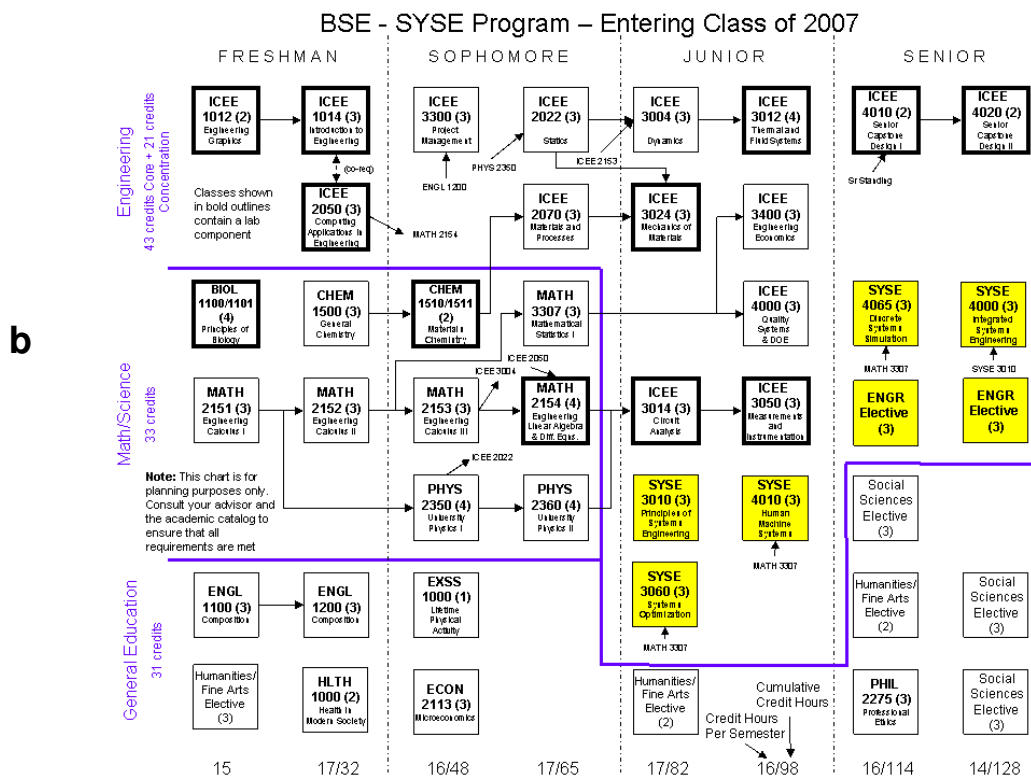 BSE - SYSE Program – Entering Class of 2007
FRESHMAN
SOPHOMORE
JUNIOR
SENIOR
b
Engineering
43 credits Core + 21 credits
Concentration
ICEE
1012 (2)
Engineering
Graphics
ICEE
1014 (3)
Introduction to
Engineering
ICEE
3300 (3)
Project
Management
ICEE
2022 (3)
Statics
ICEE
3004 (3)
Dynamics
ICEE
3012 (4)
Thermal and
Fluid Systems
ICEE
4010 (2)
Senior
Capstone
Design I
ICEE
4020 (2)
Senior
Capstone
Design II
(co-req)
PHYS 2350
ICEE 2153
ENGL 1200
Sr Standing
Classes shown
in bold outlines
contain a lab
component
ICEE
2050 (3)
Computing
Applications in
Engineering
MATH 2154
ICEE
2070 (3)
Materials and
Processes
ICEE
3024 (3)
Mechanics of
Materials
ICEE
3400 (3)
Engineering
Economics
Math/Science
33 credits
BIOL
1100/1101
(4)
Principles of
Biology
CHEM
1500 (3)
General
Chemistry
CHEM
1510/1511
(2)
Materials
Chemistry
MATH
3307 (3)
Mathematical
Statistics I
ICEE
4000 (3)
Quality
Systems
& DOE
SYSE
4065 (3)
Discrete
Systems
Simulation
SYSE
4000 (3)
Integrated
Systems
Engineering
ICEE 2050
ICEE 3004
MATH 3307
SYSE 3010
MATH
2151 (3)
Engineering
Calculus I
MATH
2152 (3)
Engineering
Calculus II
MATH
2153 (3)
Engineering
Calculus III
MATH
2154 (4)
Engineering
Linear Algebra
& Diff. Eqns.
ICEE
3014 (3)
Circuit
Analysis
ICEE
3050 (3)
Measurements
and
Instrumentation
ENGR
Elective
(3)
ENGR
Elective
(3)
ICEE 2022
Note: This chart is for
planning purposes only.
Consult your advisor and
the academic catalog to
ensure that all
requirements are met
PHYS
2350 (4)
University
Physics I
PHYS
2360 (4)
University
Physics II
SYSE
3010 (3)
Principles of
Systems
Engineering
SYSE
4010 (3)
Human
Machine
Systems
Social
Sciences
Elective
(3)
MATH 3307
General Education
31 credits
ENGL
1100 (3)
Composition
ENGL
1200 (3)
Composition
EXSS
1000 (1)
Lifetime
Physical
Activity
SYSE
3060 (3)
Systems
Optimization
Humanities/
Fine Arts
Elective
(2)
Social
Sciences
Elective
(3)
MATH 3307
Humanities/
Fine Arts
Elective
(3)
HLTH
1000 (2)
Health in
Modern Society
ECON
2113 (3)
Microeconomics
Humanities/
Fine Arts
Elective
(2)
Cumulative
Credit Hours
Credit Hours
Per Semester
PHIL
2275 (3)
Professional
Ethics
Social
Sciences
Elective
(3)
15
17/32
16/48
17/65
17/82
16/98
16/114
14/128